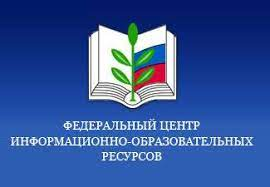 ФЕДЕРАЛЬНЫЙ ЦЕНТР
ИНФОРМАЦИОННО-ОБРАЗОВАТЕЛЬНЫХ
РЕСУРСОВ